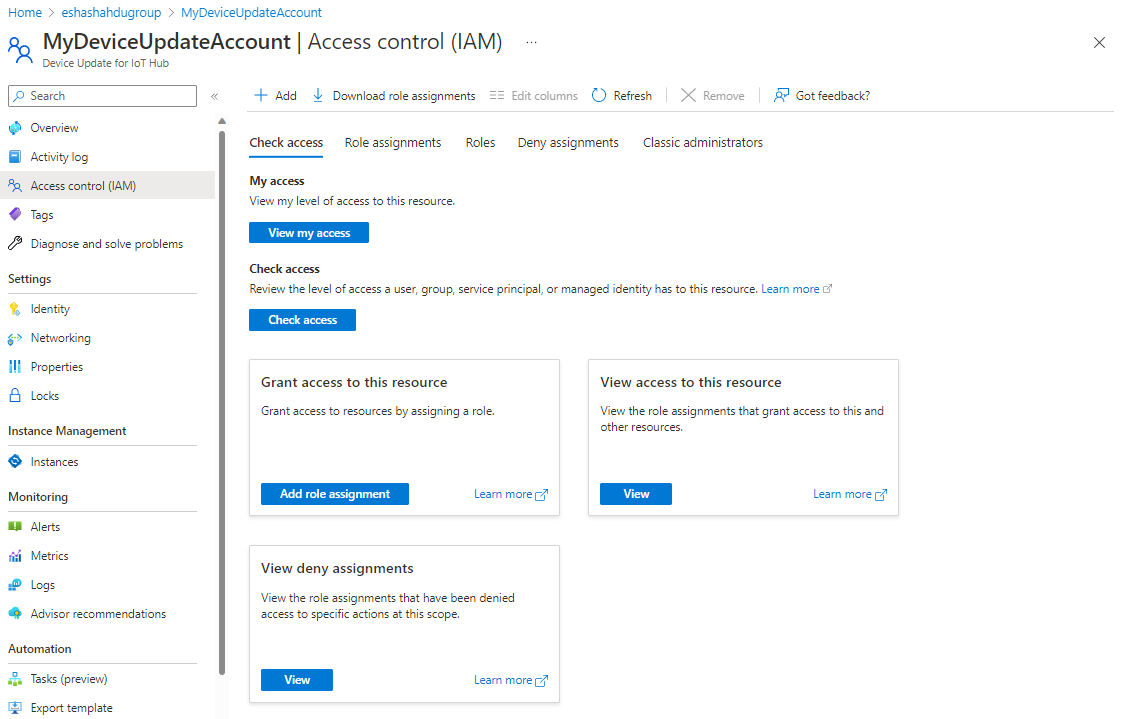 Home > eshashahdugroup > MyDeviceUpdateAccount
MyDeviceUpdateAccount | Access control (IAM) ...
Device Update for IoT Hub
Search «
Overview
Activity log
Access control (IAM)
Tags
Diagnose and solve problems
Settings
Identity
Networking
Properties
Locks
Instance Management
Instances
Monitoring
Alerts
Metrics
Logs
Advisor recommendations
Automation
Tasks (preview)
Export template
Add Download role assignments Edit columns Refresh Remove Got feedback?
Check access Role assignments Roles Deny assignments Classic administrators
My access
View my level of access to this resource.
View my access
Check access
Review the level of access a user, group, service principal, or managed identity has to this resource. Learn more
Check access
Grant access to this resource
Grant access to resources by assigning a role.
Add role assignment Learn more
View access to this resource
View the role assignments that grant access to this and
other resources.
View Learn more
View deny assignments
View the role assignments that have been denied
access to specific actions at this scope.
View Learn more